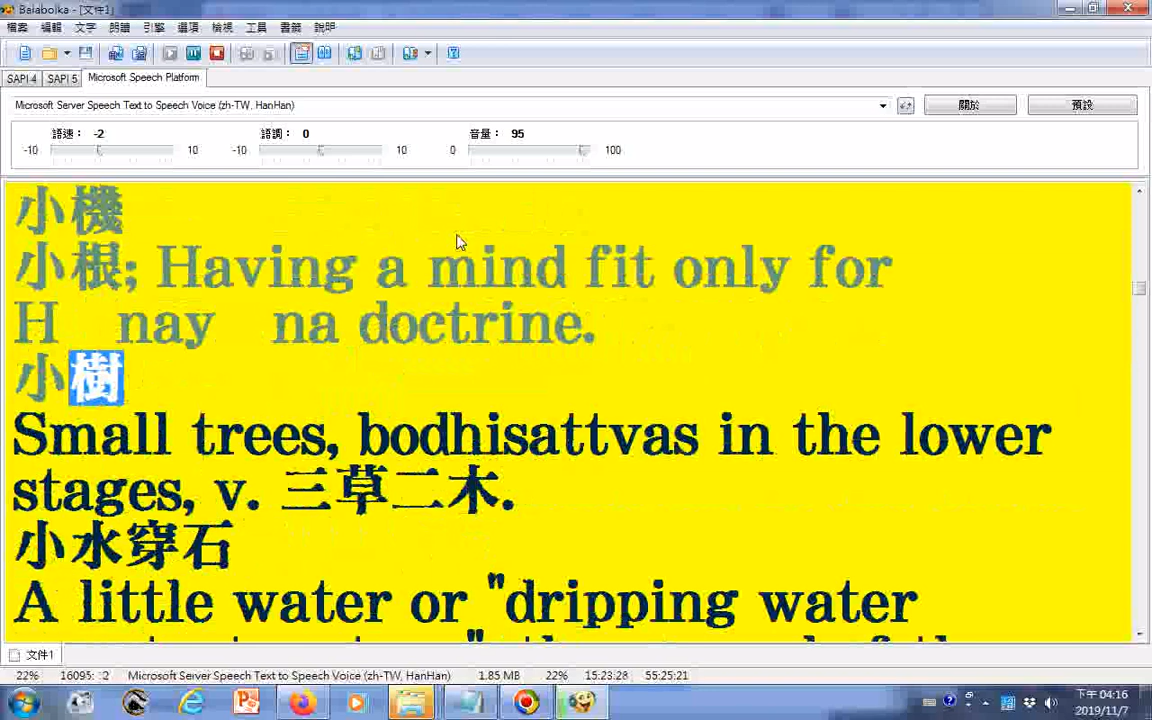 Balabolka - [文件1]
檔案 編輯 文字 朗讀 引擎 選項 檢視 工具 書籤 說明
SAPI 4 SAPI 5 Microsoft Speech Platform
Microsoft Server Speech Text to Speech Voice (zh-TW, HanHan) 關於 預設
語速： -2 語調： 0 音量： 95
-10 10 -10 10 0 100
小機
小根; Having a mind fit only for
H nay na doctrine.
小樹
Small trees, bodhisattvas in the lower
stages, v. 三草二木.
小水穿石
A little water or "dripping water
文件1
22% 16095: :2 Microsoft Server Speech Text to Speech Voice (zh-TW, HanHan) 1.85 MB 22% 15:23:28 55:25:21
下午 04:16
2019/11/7